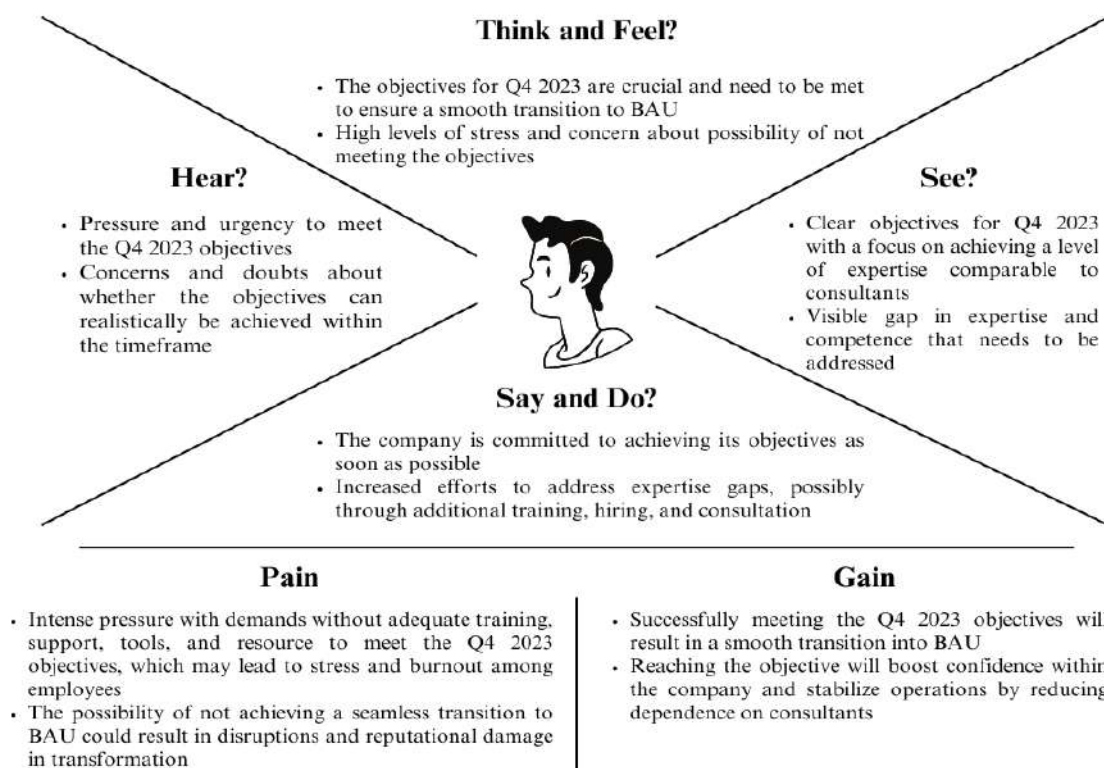 Think and Feel?
• The objectives for Q4 2023 are crucial and need to be met
to ensure a smooth transition to BAU
• High levels of stress and concern about possibility of not
meeting the objectives
Hear?
• Pressure and urgency to meet
the Q4 2023 objectives
• Concerns and doubts about
whether the objectives can
realistically be achieved within
the timeframe
See?
• Clear objectives for Q4 2023
with a focus on achieving a level
of expertise comparable to
consultants
• Visible gap in expertise and
competence that needs to be
addressed
Say and Do?
• The company is committed to achieving its objectives as
soon as possible
• Increased efforts to address expertise gaps, possibly
through additional training, hiring, and consultation
Pain
• Intense pressure with demands without adequate training,
support, tools, and resource to meet the Q4 2023
objectives, which may lead to stress and burnout among
employees
• The possibility of not achieving a seamless transition to
BAU could result in disruptions and reputational damage
in transformation
Gain
• Successfully meeting the Q4 2023 objectives will
result in a smooth transition into BAU
• Reaching the objective will boost confidence within
the company and stabilize operations by reducing
dependence on consultants